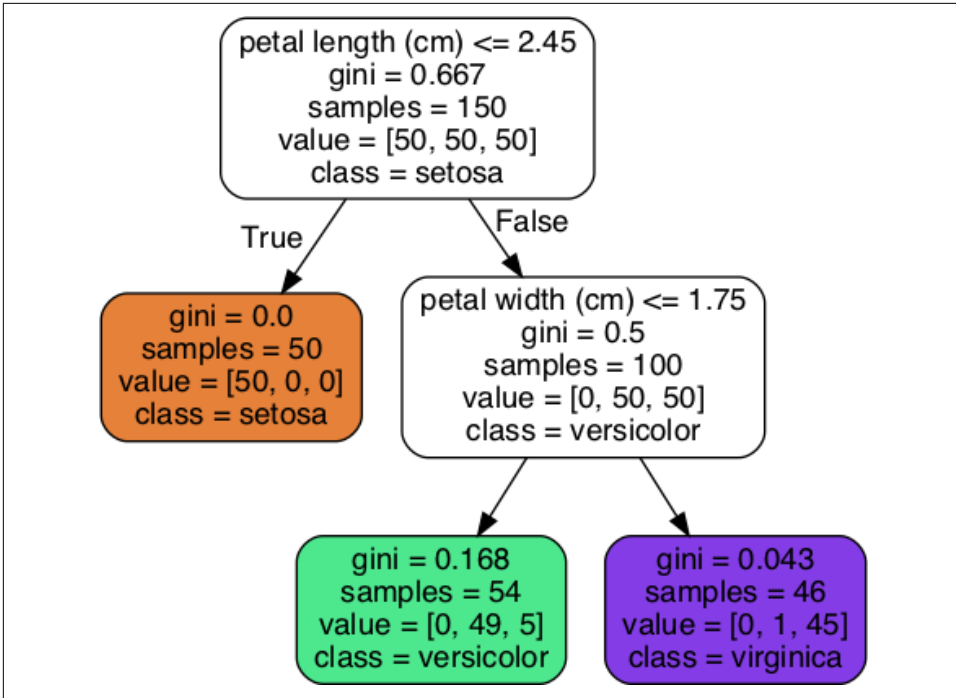 petal length (cm) <= 2.45
gini = 0.667
samples = 150
value = [50, 50, 50]
class = setosa
True
False
gini = 0.0
samples = 50
value = [50, 0, 0]
class = setosa
petal width (cm) <= 1.75
gini = 0.5
samples = 100
value = [0, 50, 50]
class = versicolor
gini = 0.168
samples = 54
value = [0, 49, 5]
class = versicolor
gini = 0.043
samples = 46
value = [0, 1, 45]
class = virginica